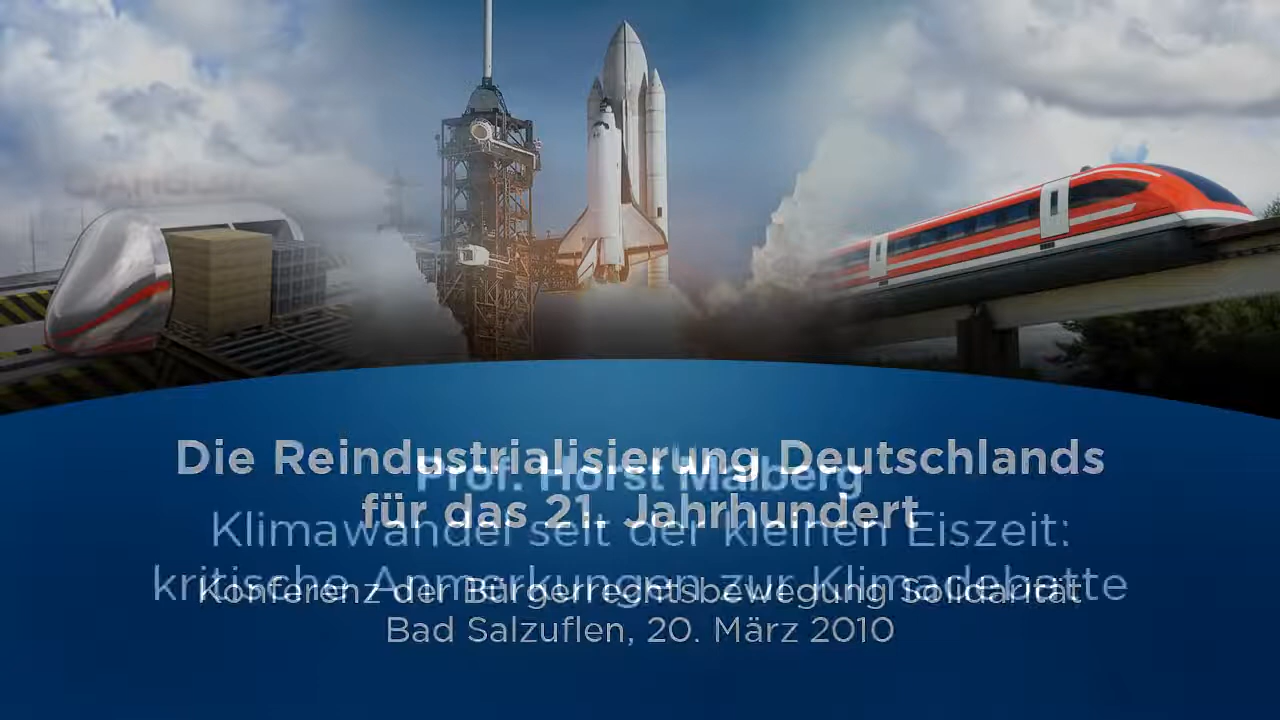 Die Reindustrialisierung Deutschlands
Prof. Horst Malberg
für das 21. Jahrhundert
Klimawandel seit der kleinen Eiszeit:
kritische Anmerkungen zur Klimadebatte
Konferenz der Bürgerrechtsbewegung Solidarität
Bad Salzuflen, 20. März 2010